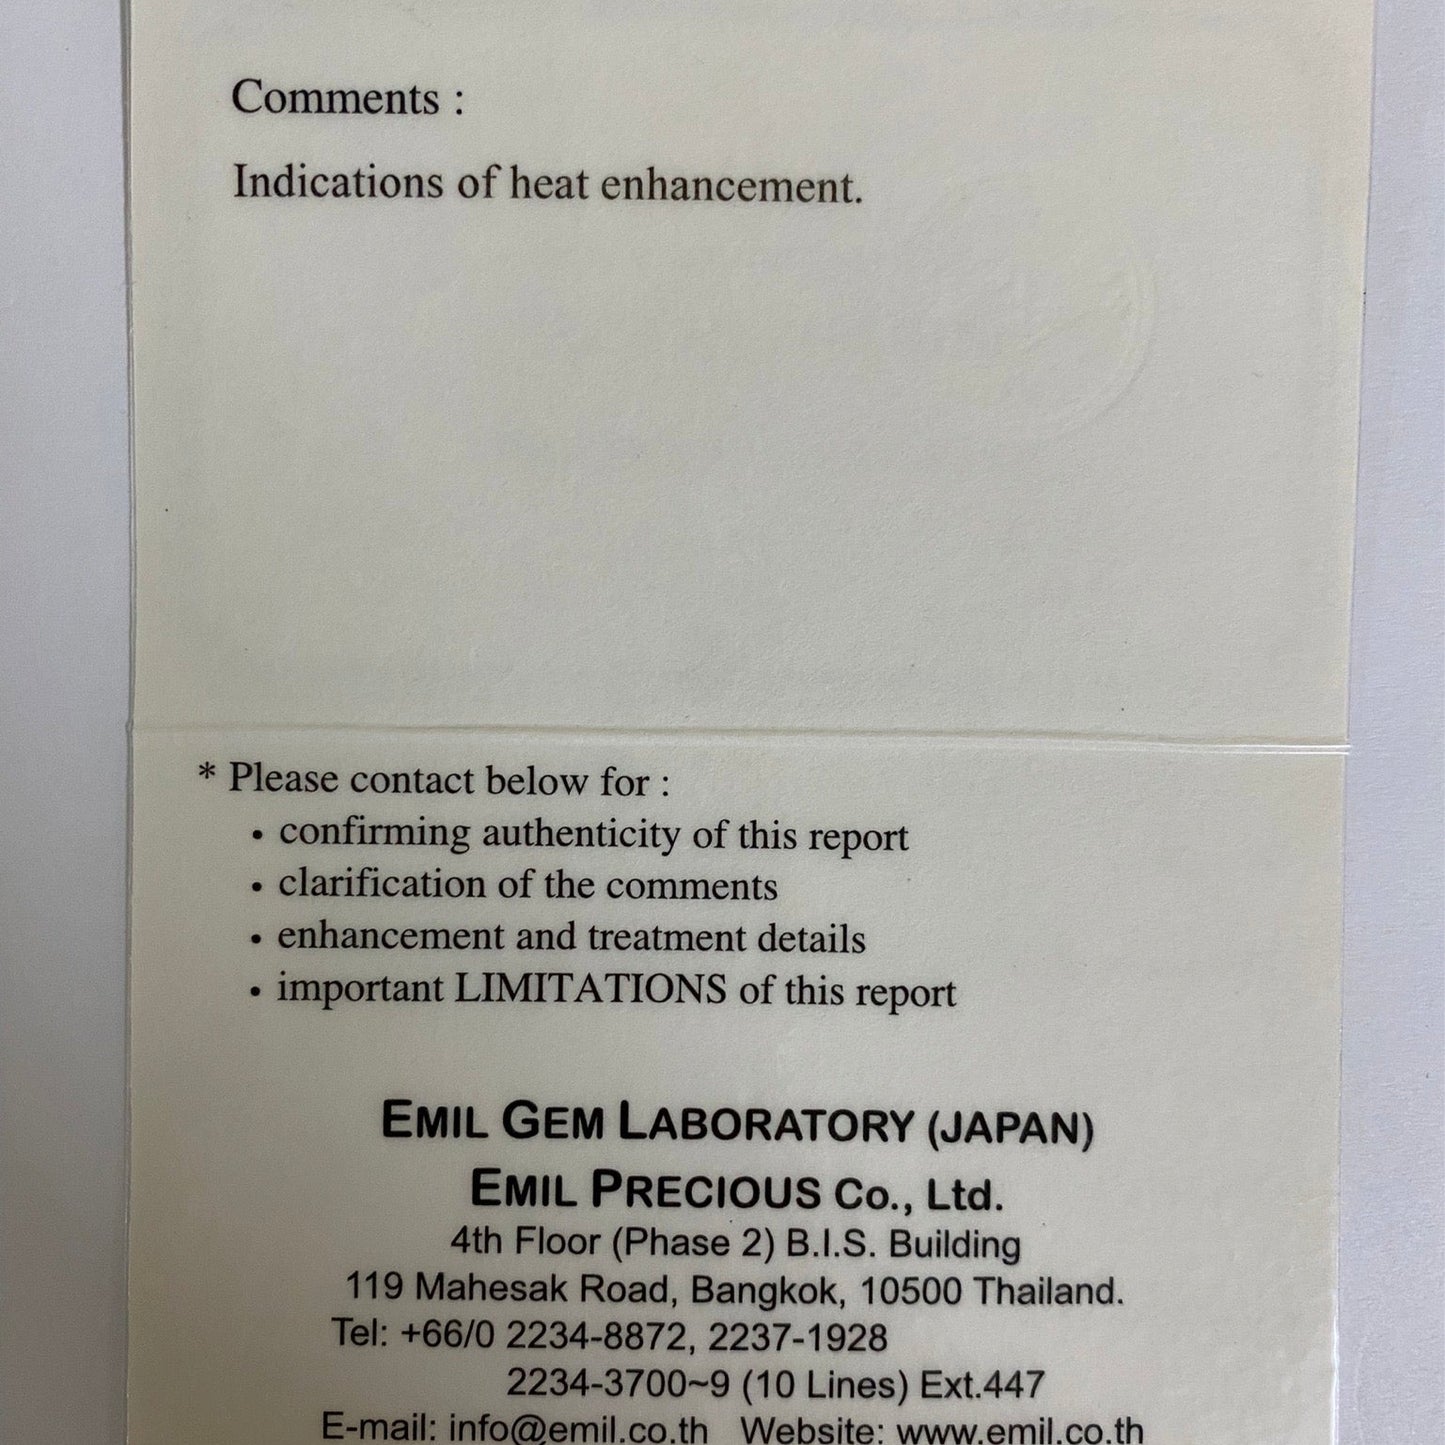 Comments :
Indications of heat enhancement.
* Please contact below for :
• confirming authenticity of this report
• clarification of the comments
• enhancement and treatment details
• important LIMITATIONS of this report
EMIL GEM LABORATORY (JAPAN)
EMIL PRECIOUS Co., Ltd.
4th Floor (Phase 2) B.I.S. Building
119 Mahesak Road, Bangkok, 10500 Thailand.
Tel: +66/0 2234-8872, 2237-1928
2234-3700~9 (10 Lines) Ext.447
E-mail: info@emil.co.th Website: www.emil.co.th